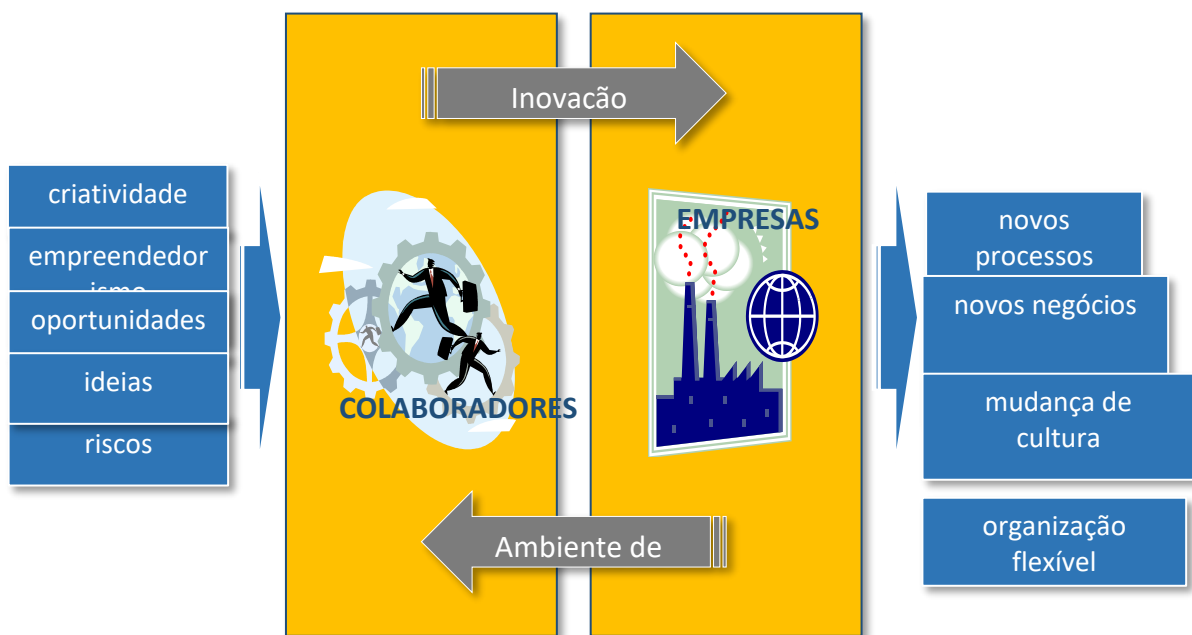 Inovacão
criatividade
empreendedor
ismo
oportunidades
ideias
riscos
COLABORADORES
EMPRESAS
novos
processos
novos negócios
mudança de
cultura
organização
flexível
Ambiente de